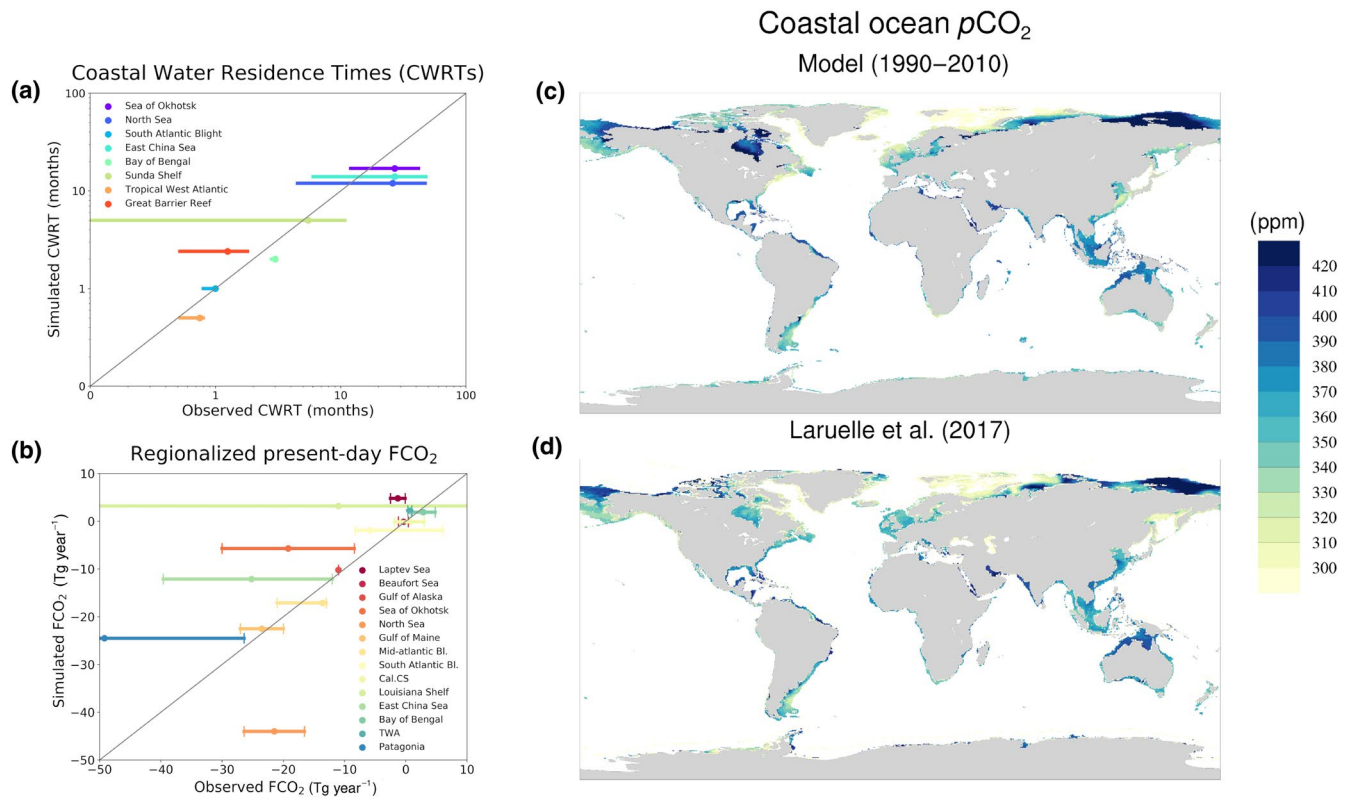 Coastal ocean pCO₂
Model (1990–2010)
(a)
Coastal Water Residence Times (CWRTs)
100
10
1
0
Simulated CWRT (months)
Sea of Okhotsk
North Sea
South Atlantic Blight
East China Sea
Bay of Bengal
Sunda Shelf
Tropical West Atlantic
Great Barrier Reef
0 1 10 100
Observed CWRT (months)
(b)
Regionalized present-day FCO₂
10
0
−10
−20
−30
−40
−50
Simulated FCO₂ (Tg year⁻¹)
Laptev Sea
Beaufort Sea
Gulf of Alaska
Sea of Okhotsk
North Sea
Gulf of Maine
Mid-atlantic Bl.
South Atlantic Bl.
Cal.CS
Louisiana Shelf
East China Sea
Bay of Bengal
TWA
Patagonia
−50 −40 −30 −20 −10 0 10
Observed FCO₂ (Tg year⁻¹)
(c)
(d)
Laruelle et al. (2017)
(ppm)
420
410
400
390
380
370
360
350
340
330
320
310
300